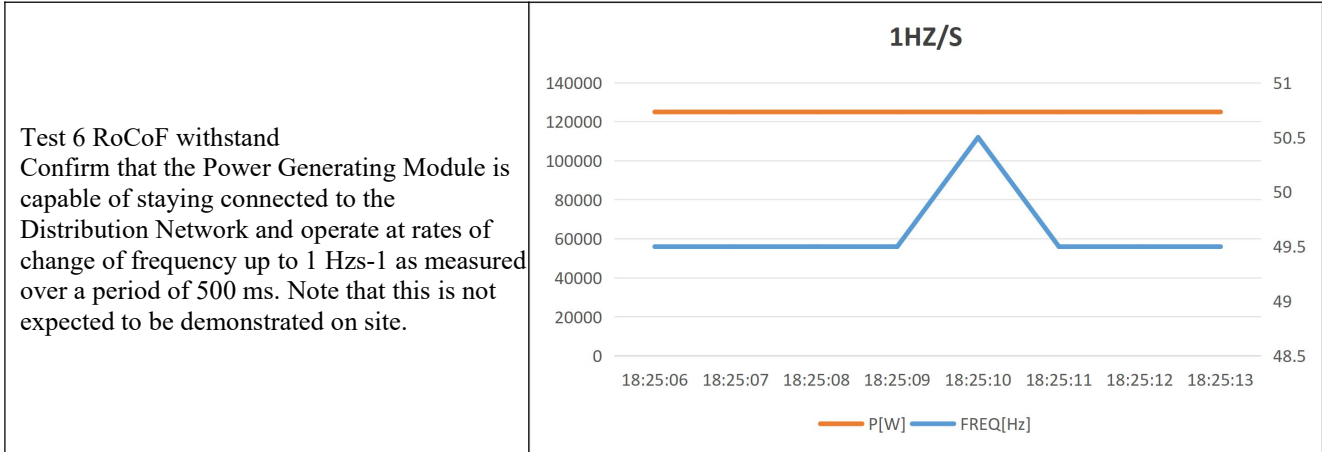 Test 6 RoCoF withstand
Confirm that the Power Generating Module is
capable of staying connected to the
Distribution Network and operate at rates of
change of frequency up to 1 Hzs-1 as measured
over a period of 500 ms. Note that this is not
expected to be demonstrated on site.
1HZ/S
140000
120000
100000
80000
60000
40000
20000
0
51
50.5
50
49.5
49
48.5
18:25:06 18:25:07 18:25:08 18:25:09 18:25:10 18:25:11 18:25:12 18:25:13
P[W] FREQ[Hz]